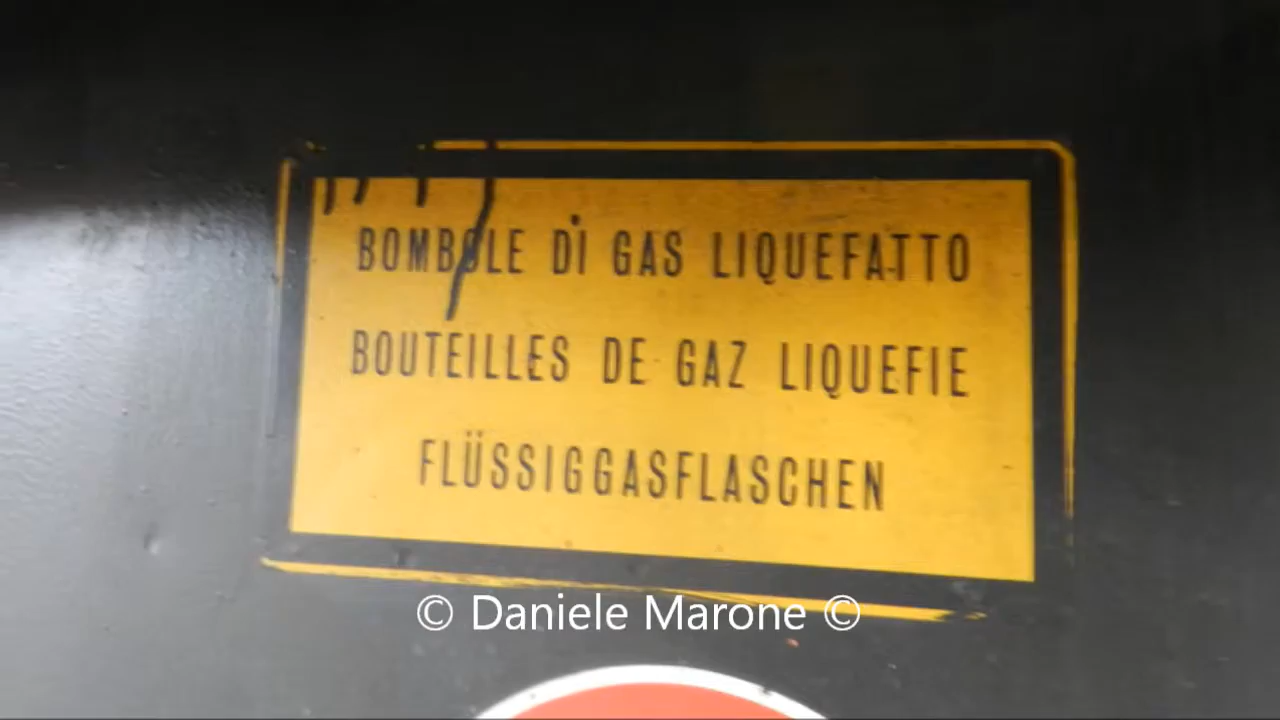 BOMBOLE DI GAS LIQUEFATTO
BOUTEILLES DE GAZ LIQUEFIE
FLÜSSIGGASFLASCHEN
© Daniele Marone ©